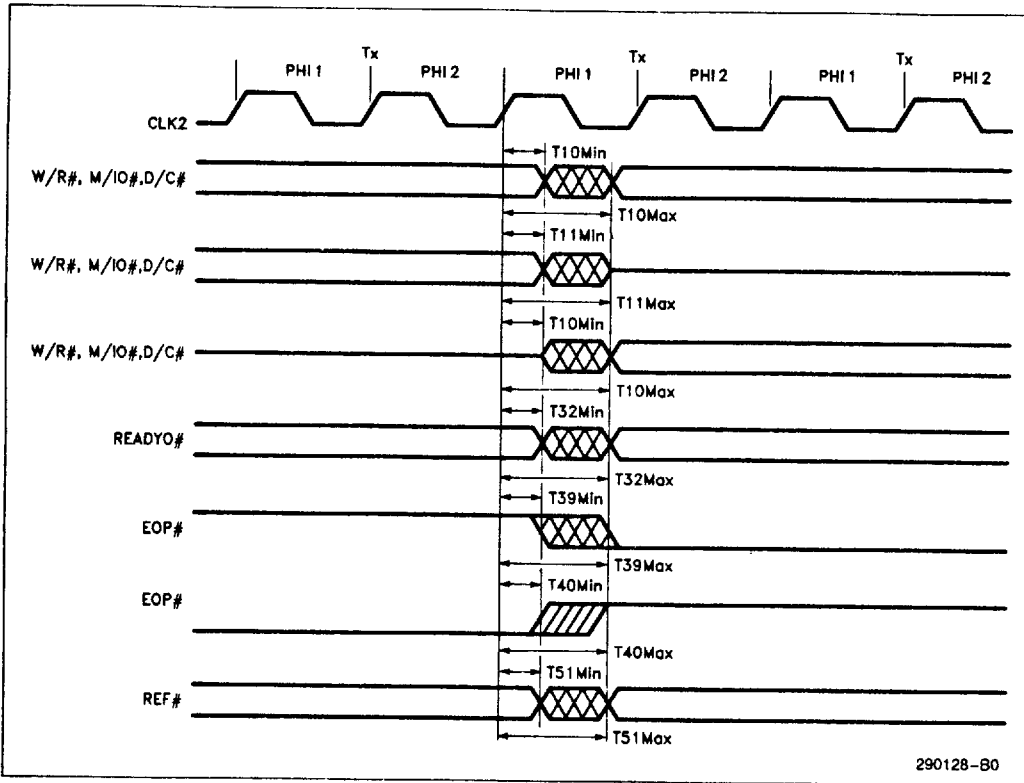 Tx Tx Tx
PHI 1 PHI 2 PHI 1 PHI 2 PHI 1 PHI 2
CLK2
T10Min
W/R#, M/IO#,D/C#
T10Max
T11Min
W/R#, M/IO#,D/C#
T11Max
T10Min
W/R#, M/IO#,D/C#
T10Max
T32Min
READYO#
T32Max
T39Min
EOP#
T39Max
T40Min
EOP#
T40Max
T51Min
REF#
T51Max
290128-B0